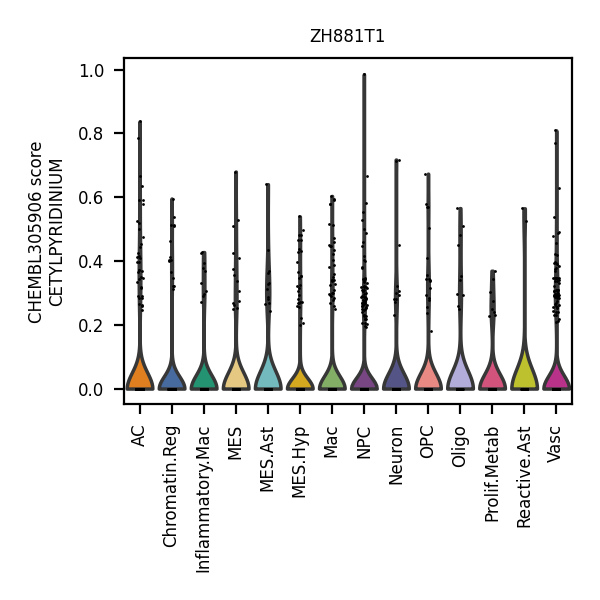 ZH881T1
CHEMBL305906 score
CETYLPYRIDINIUM
1.0
0.8
0.6
0.4
0.2
0.0
AC
Chromatin.Reg
Inflammatory.Mac
MES
MES.Ast
MES.Hyp
Mac
NPC
Neuron
OPC
Oligo
Prolif.Metab
Reactive.Ast
Vasc